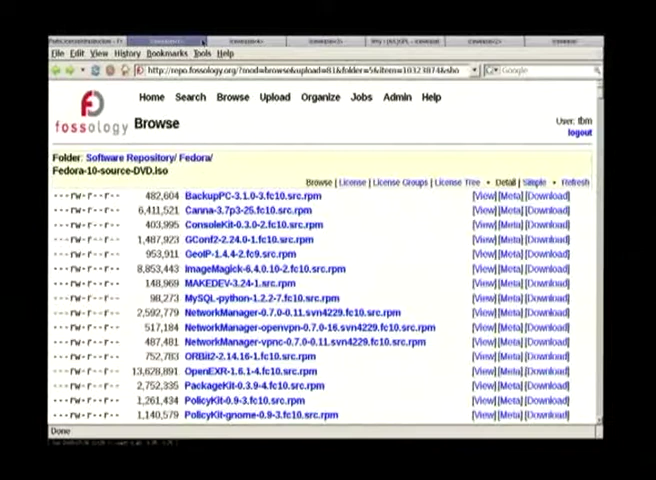 File Edit View History Bookmarks Tools Help
http://repo.fossology.org/?mod=browse&upload=81&folder=5&item=10323874&sho
Google
fossology
Home Search Browse Upload Organize Jobs Admin Help
Browse
User: tbm
logout
Folder: Software Repository/ Fedora/
Fedora-10-source-DVD.iso
Browse | License | License Groups | License Tree • Detail | Simple • Refresh
---rw-r--r-- 482,604 BackupPC-3.1.0-3.fc10.src.rpm [View][Meta][Download]
---rw-r--r-- 6,411,521 Canna-3.7p3-25.fc10.src.rpm [View][Meta][Download]
---rw-r--r-- 403,995 ConsoleKit-0.3.0-2.fc10.src.rpm [View][Meta][Download]
---rw-r--r-- 1,487,923 GConf2-2.24.0-1.fc10.src.rpm [View][Meta][Download]
---rw-r--r-- 953,911 GeoIP-1.4.4-2.fc9.src.rpm [View][Meta][Download]
---rw-r--r-- 8,853,443 ImageMagick-6.4.0.10-2.fc10.src.rpm [View][Meta][Download]
---rw-r--r-- 148,969 MAKEDEV-3.24-1.src.rpm [View][Meta][Download]
---rw-r--r-- 98,273 MySQL-python-1.2.2-7.fc10.src.rpm [View][Meta][Download]
---rw-r--r-- 2,592,779 NetworkManager-0.7.0-0.11.svn4229.fc10.src.rpm [View][Meta][Download]
---rw-r--r-- 517,184 NetworkManager-openvpn-0.7.0-16.svn4229.fc10.src.rpm [View][Meta][Download]
---rw-r--r-- 487,481 NetworkManager-vpnc-0.7.0-0.11.svn4229.fc10.src.rpm [View][Meta][Download]
---rw-r--r-- 752,783 ORBit2-2.14.16-1.fc10.src.rpm [View][Meta][Download]
---rw-r--r-- 13,628,891 OpenEXR-1.6.1-4.fc10.src.rpm [View][Meta][Download]
---rw-r--r-- 2,752,335 PackageKit-0.3.9-4.fc10.src.rpm [View][Meta][Download]
---rw-r--r-- 1,261,434 PolicyKit-0.9-3.fc10.src.rpm [View][Meta][Download]
---rw-r--r-- 1,140,579 PolicyKit-gnome-0.9-3.fc10.src.rpm [View][Meta][Download]
Done